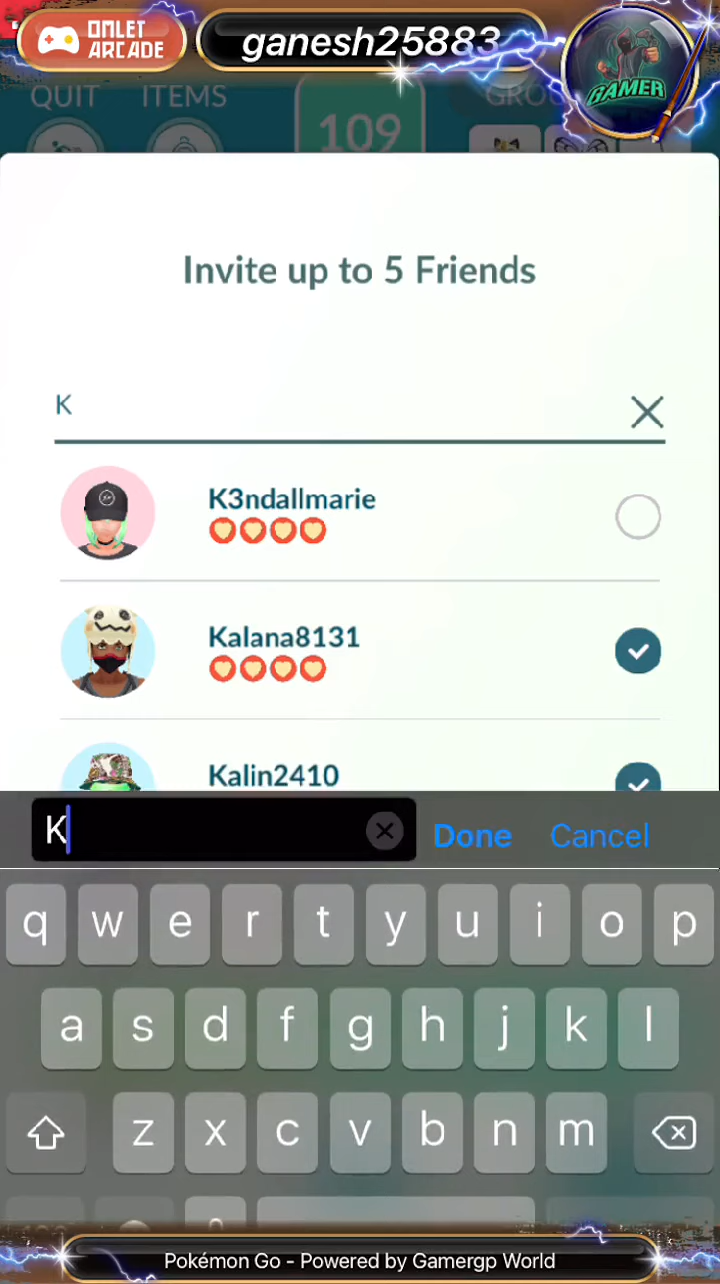 OMLET
ARCADE
ganesh25883
GAMER
QUIT ITEMS
109
Invite up to 5 Friends
K
K3ndallmarie
Kalana8131
Kalin2410
K
Done Cancel
q w e r t y u i o p
a s d f g h j k l
z x c v b n m
Pokémon Go - Powered by Gamergp World